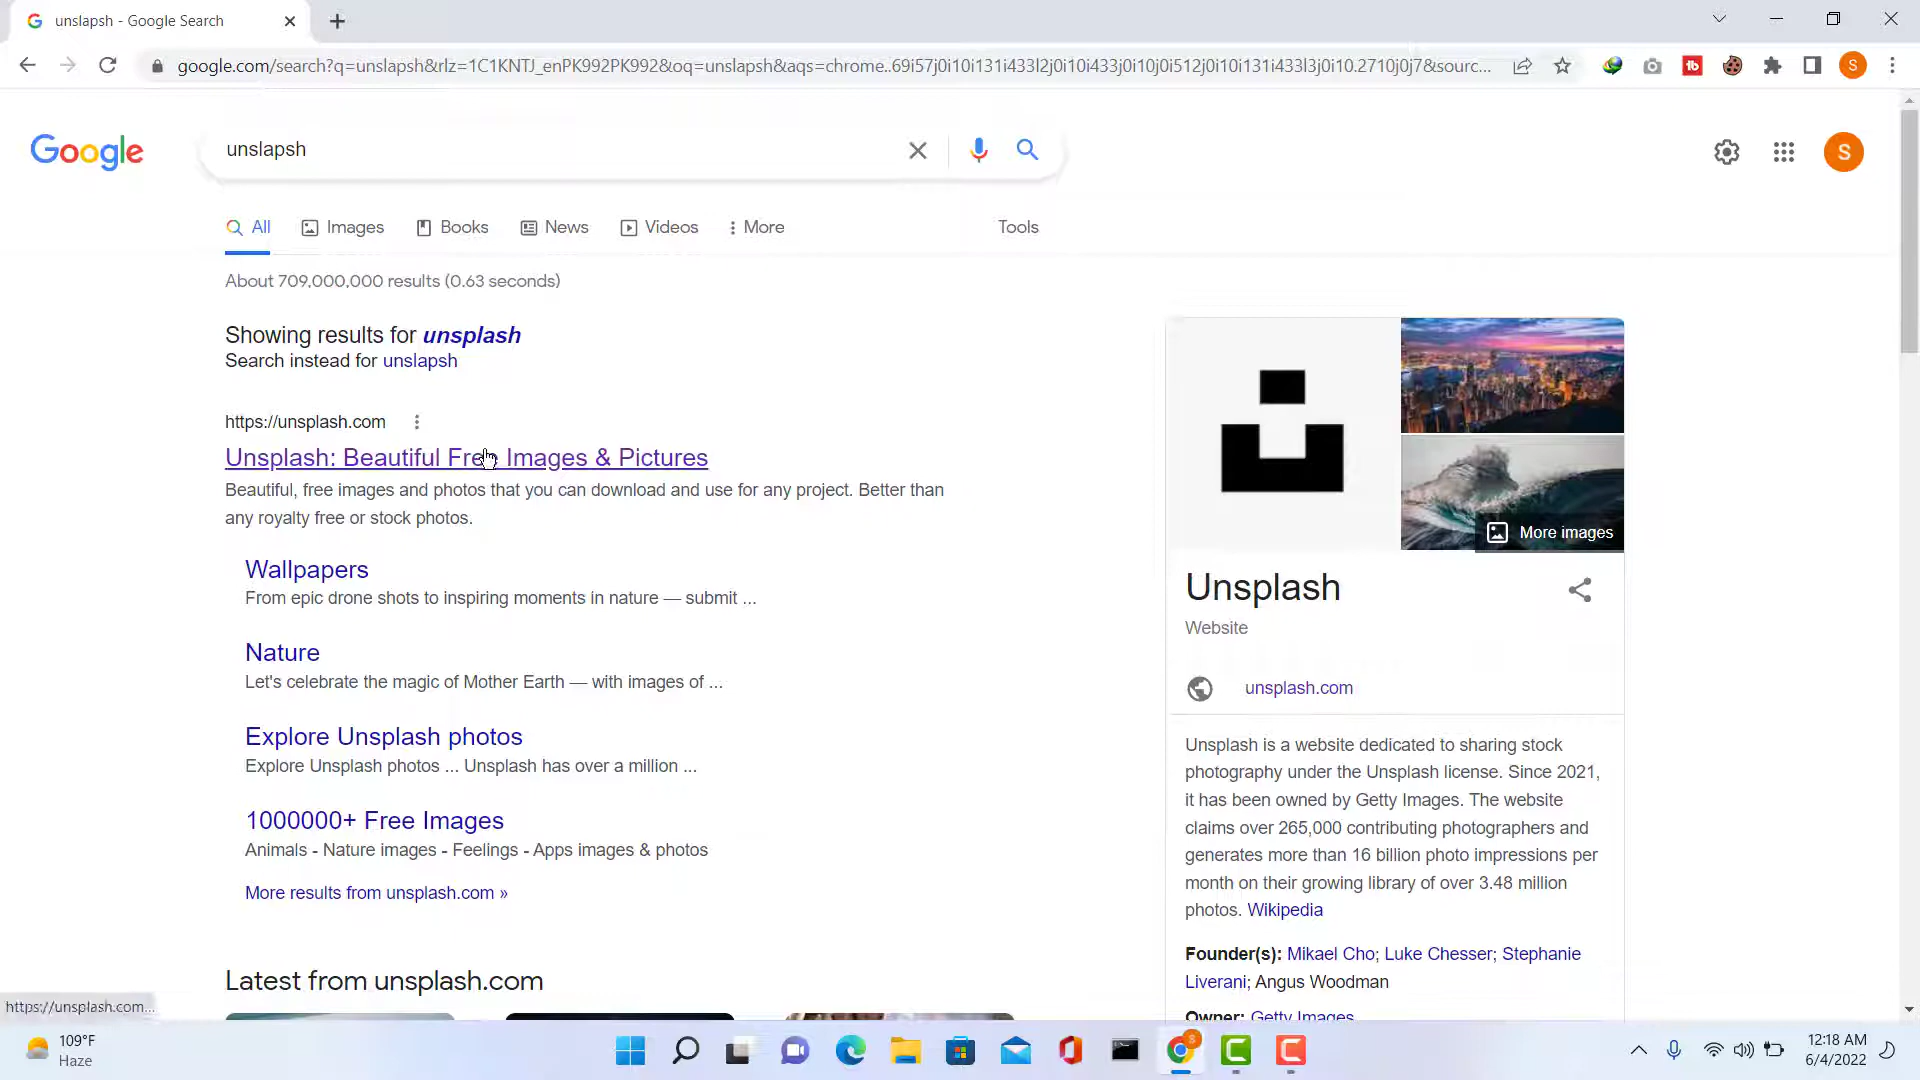 unslapsh - Google Search
google.com/search?q=unslapsh&rlz=1C1KNTJ_enPK992PK992&oq=unslapsh&aqs=chrome..69i57j0i10i131i433l2j0i10i433j0i10j0i512j0i10i131i433l3j0i10.2710j0j7&sourc...
S
Google
unslapsh
S
All
Images
Books
News
Videos
More
Tools
About 709,000,000 results (0.63 seconds)
Showing results for unsplash
Search instead for unslapsh
https://unsplash.com
Unsplash: Beautiful Free Images & Pictures
Beautiful, free images and photos that you can download and use for any project. Better than
any royalty free or stock photos.
Wallpapers
From epic drone shots to inspiring moments in nature — submit ...
Nature
Let's celebrate the magic of Mother Earth — with images of ...
Explore Unsplash photos
Explore Unsplash photos ... Unsplash has over a million ...
1000000+ Free Images
Animals - Nature images - Feelings - Apps images & photos
More results from unsplash.com »
Latest from unsplash.com
More images
Unsplash
Website
unsplash.com
Unsplash is a website dedicated to sharing stock
photography under the Unsplash license. Since 2021,
it has been owned by Getty Images. The website
claims over 265,000 contributing photographers and
generates more than 16 billion photo impressions per
month on their growing library of over 3.48 million
photos. Wikipedia
Founder(s): Mikael Cho; Luke Chesser; Stephanie
Liverani; Angus Woodman
Owner: Getty Images
https://unsplash.com...
109°F
Haze
12:18 AM
6/4/2022